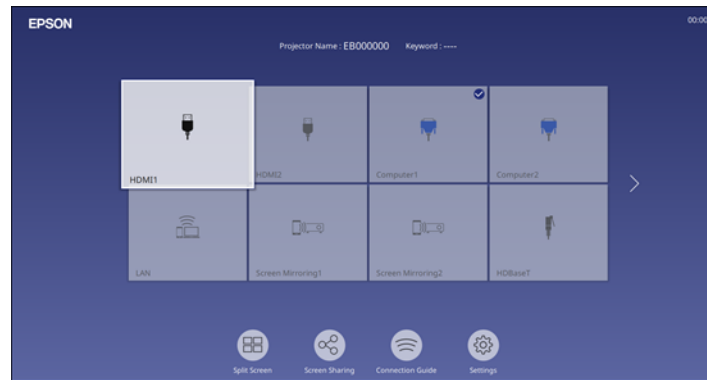 EPSON
00:00
Projector Name : EB000000 Keyword : ----
HDMI1
HDMI2
Computer1
Computer2
LAN
Screen Mirroring1
Screen Mirroring2
HDBaseT
Split Screen
Screen Sharing
Connection Guide
Settings